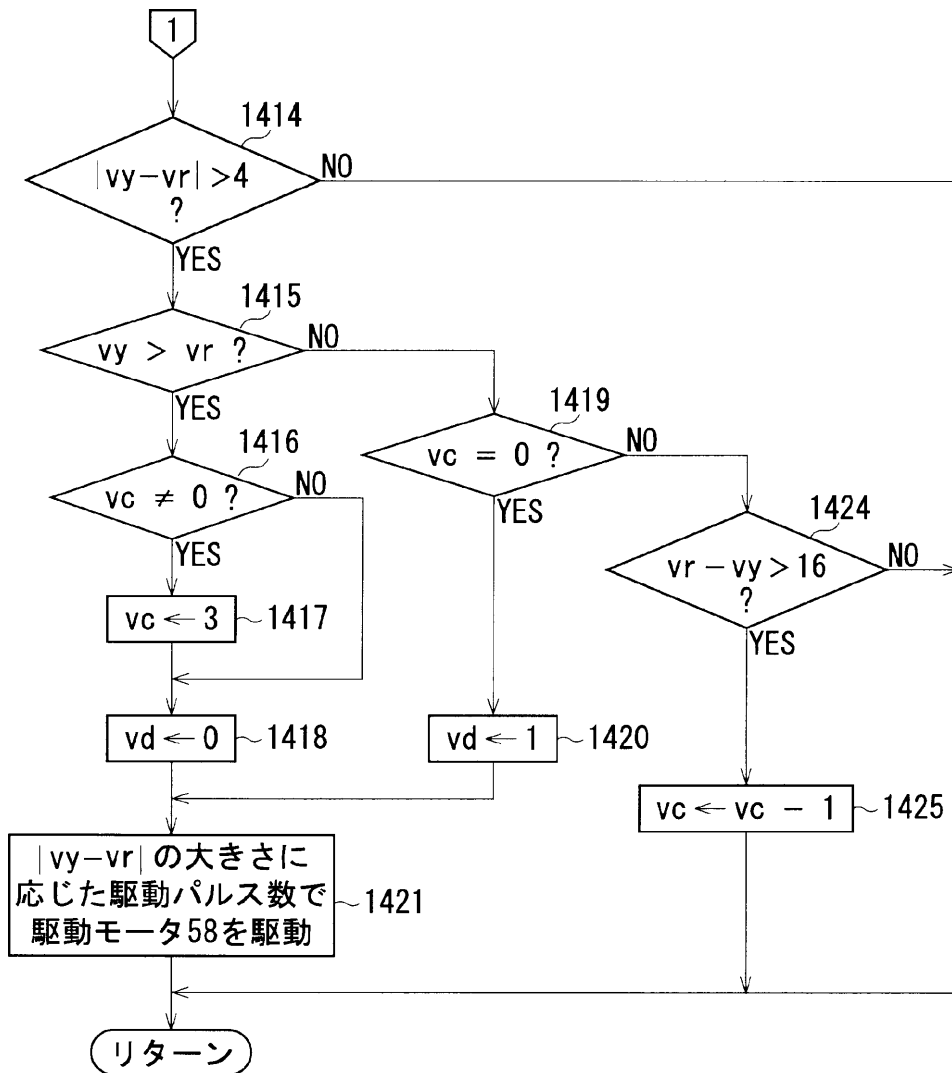 1
1414
|vy-vr|>4
?
NO
YES
1415
vy > vr ?
NO
YES
1416
vc ≠ 0 ?
NO
YES
1419
vc = 0 ?
NO
YES
1424
vr-vy>16
?
NO
YES
vc←3
1417
vd←0
1418
vd←1
1420
vc←vc - 1
1425
|vy-vr|の大きさに
応じた駆動パルス数で
駆動モータ58を駆動
1421
リターン